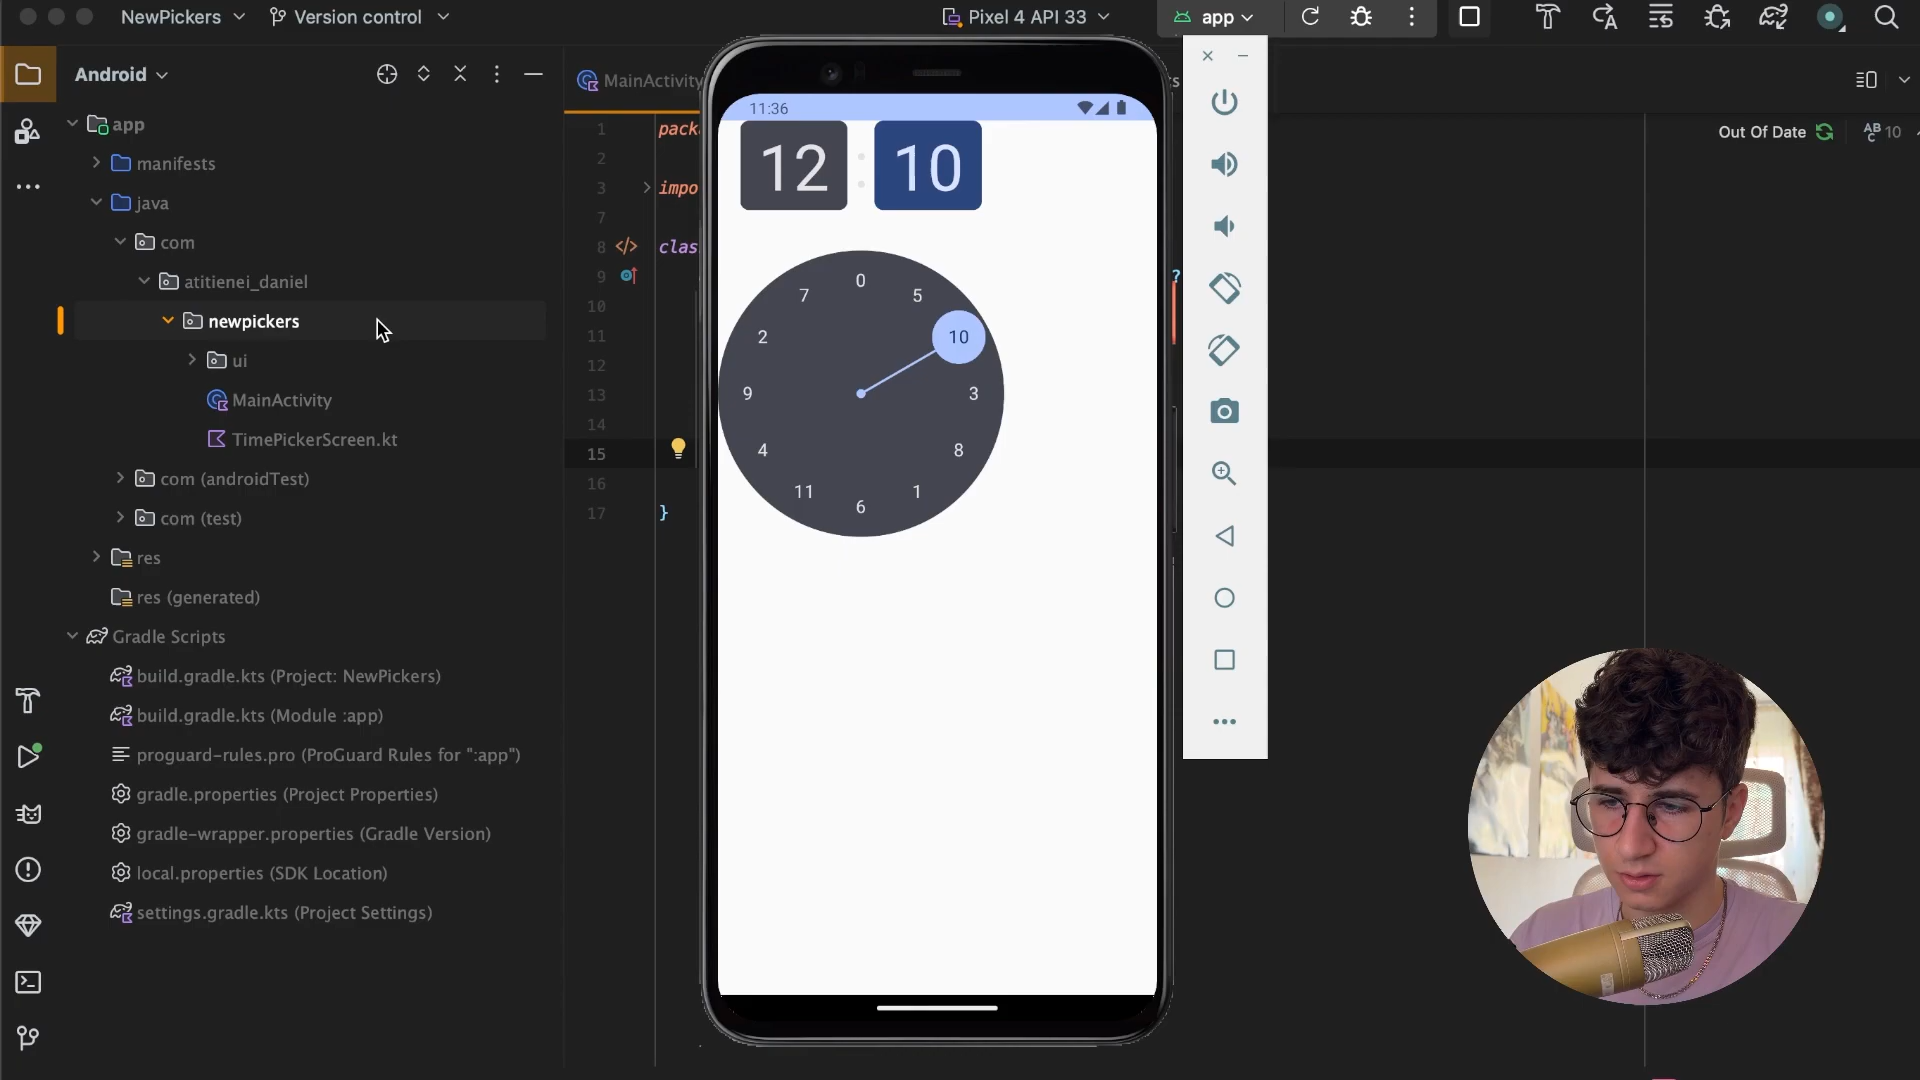 NewPickers
Version control
Pixel 4 API 33
app
Android
MainActivity
Out Of Date
10
app
manifests
java
com
atitienei_daniel
newpickers
ui
MainActivity
TimePickerScreen.kt
com (androidTest)
com (test)
res
res (generated)
Gradle Scripts
build.gradle.kts (Project: NewPickers)
build.gradle.kts (Module :app)
proguard-rules.pro (ProGuard Rules for ":app")
gradle.properties (Project Properties)
gradle-wrapper.properties (Gradle Version)
local.properties (SDK Location)
settings.gradle.kts (Project Settings)
1 pack
2
3 impo
7
8 clas
9 ?
10
11
12
13
14
15
16
17 }
11:36
12 : 10
0
7 5
2 10
9 3
4 8
11 1
6